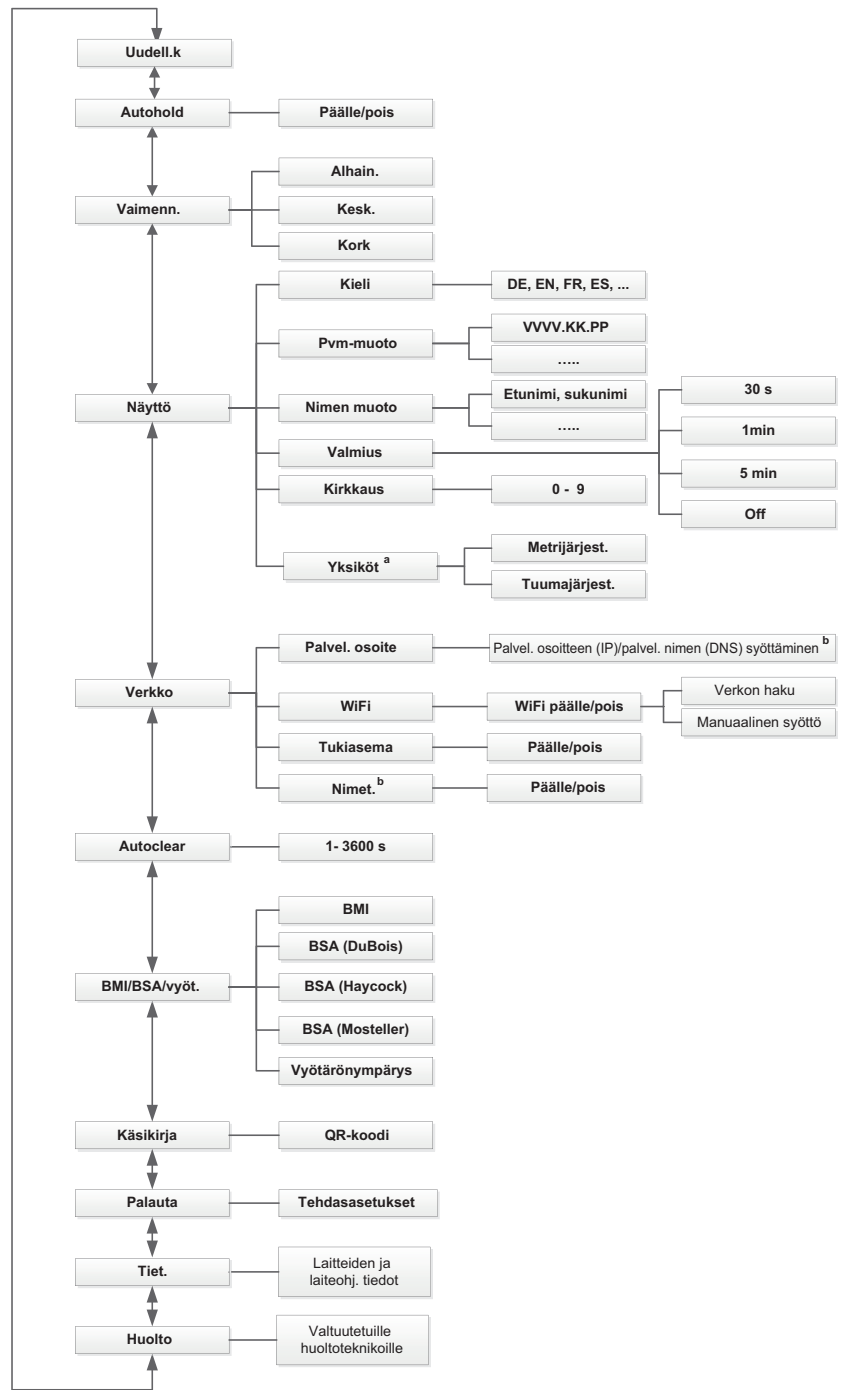 Uudell.k
Autohold
Päälle/pois
Vaimenn.
Alhain.
Kesk.
Kork
Näyttö
Kieli
DE, EN, FR, ES, ...
Pvm-muoto
VVVV.KK.PP
.....
Nimen muoto
Etunimi, sukunimi
.....
Valmius
30 s
1min
5 min
Off
Kirkkaus
0 - 9
Yksiköt a
Metrijärjest.
Tuumajärjest.
Verkko
Palvel. osoite
Palvel. osoitteen (IP)/palvel. nimen (DNS) syöttäminen b
WiFi
WiFi päälle/pois
Verkon haku
Manuaalinen syöttö
Tukiasema
Päälle/pois
Nimet. b
Päälle/pois
Autoclear
1- 3600 s
BMI/BSA/vyöt.
BMI
BSA (DuBois)
BSA (Haycock)
BSA (Mosteller)
Vyötärönympärys
Käsikirja
QR-koodi
Palauta
Tehdasasetukset
Tiet.
Laitteiden ja
laiteohj. tiedot
Huolto
Valtuutetuille
huoltoteknikoille